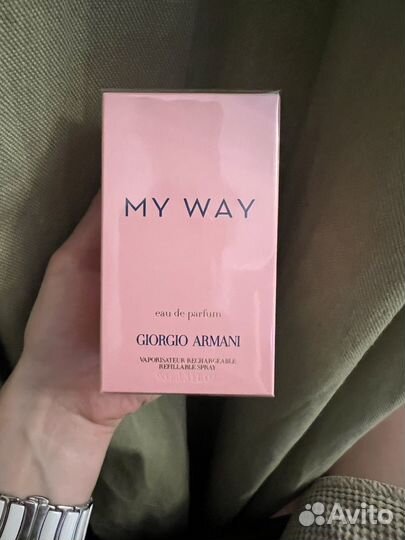 MY WAY
eau de parfum
GIORGIO ARMANI
VAPORISATEUR RECHARGEABLE
REFILLABLE SPRAY
Avito